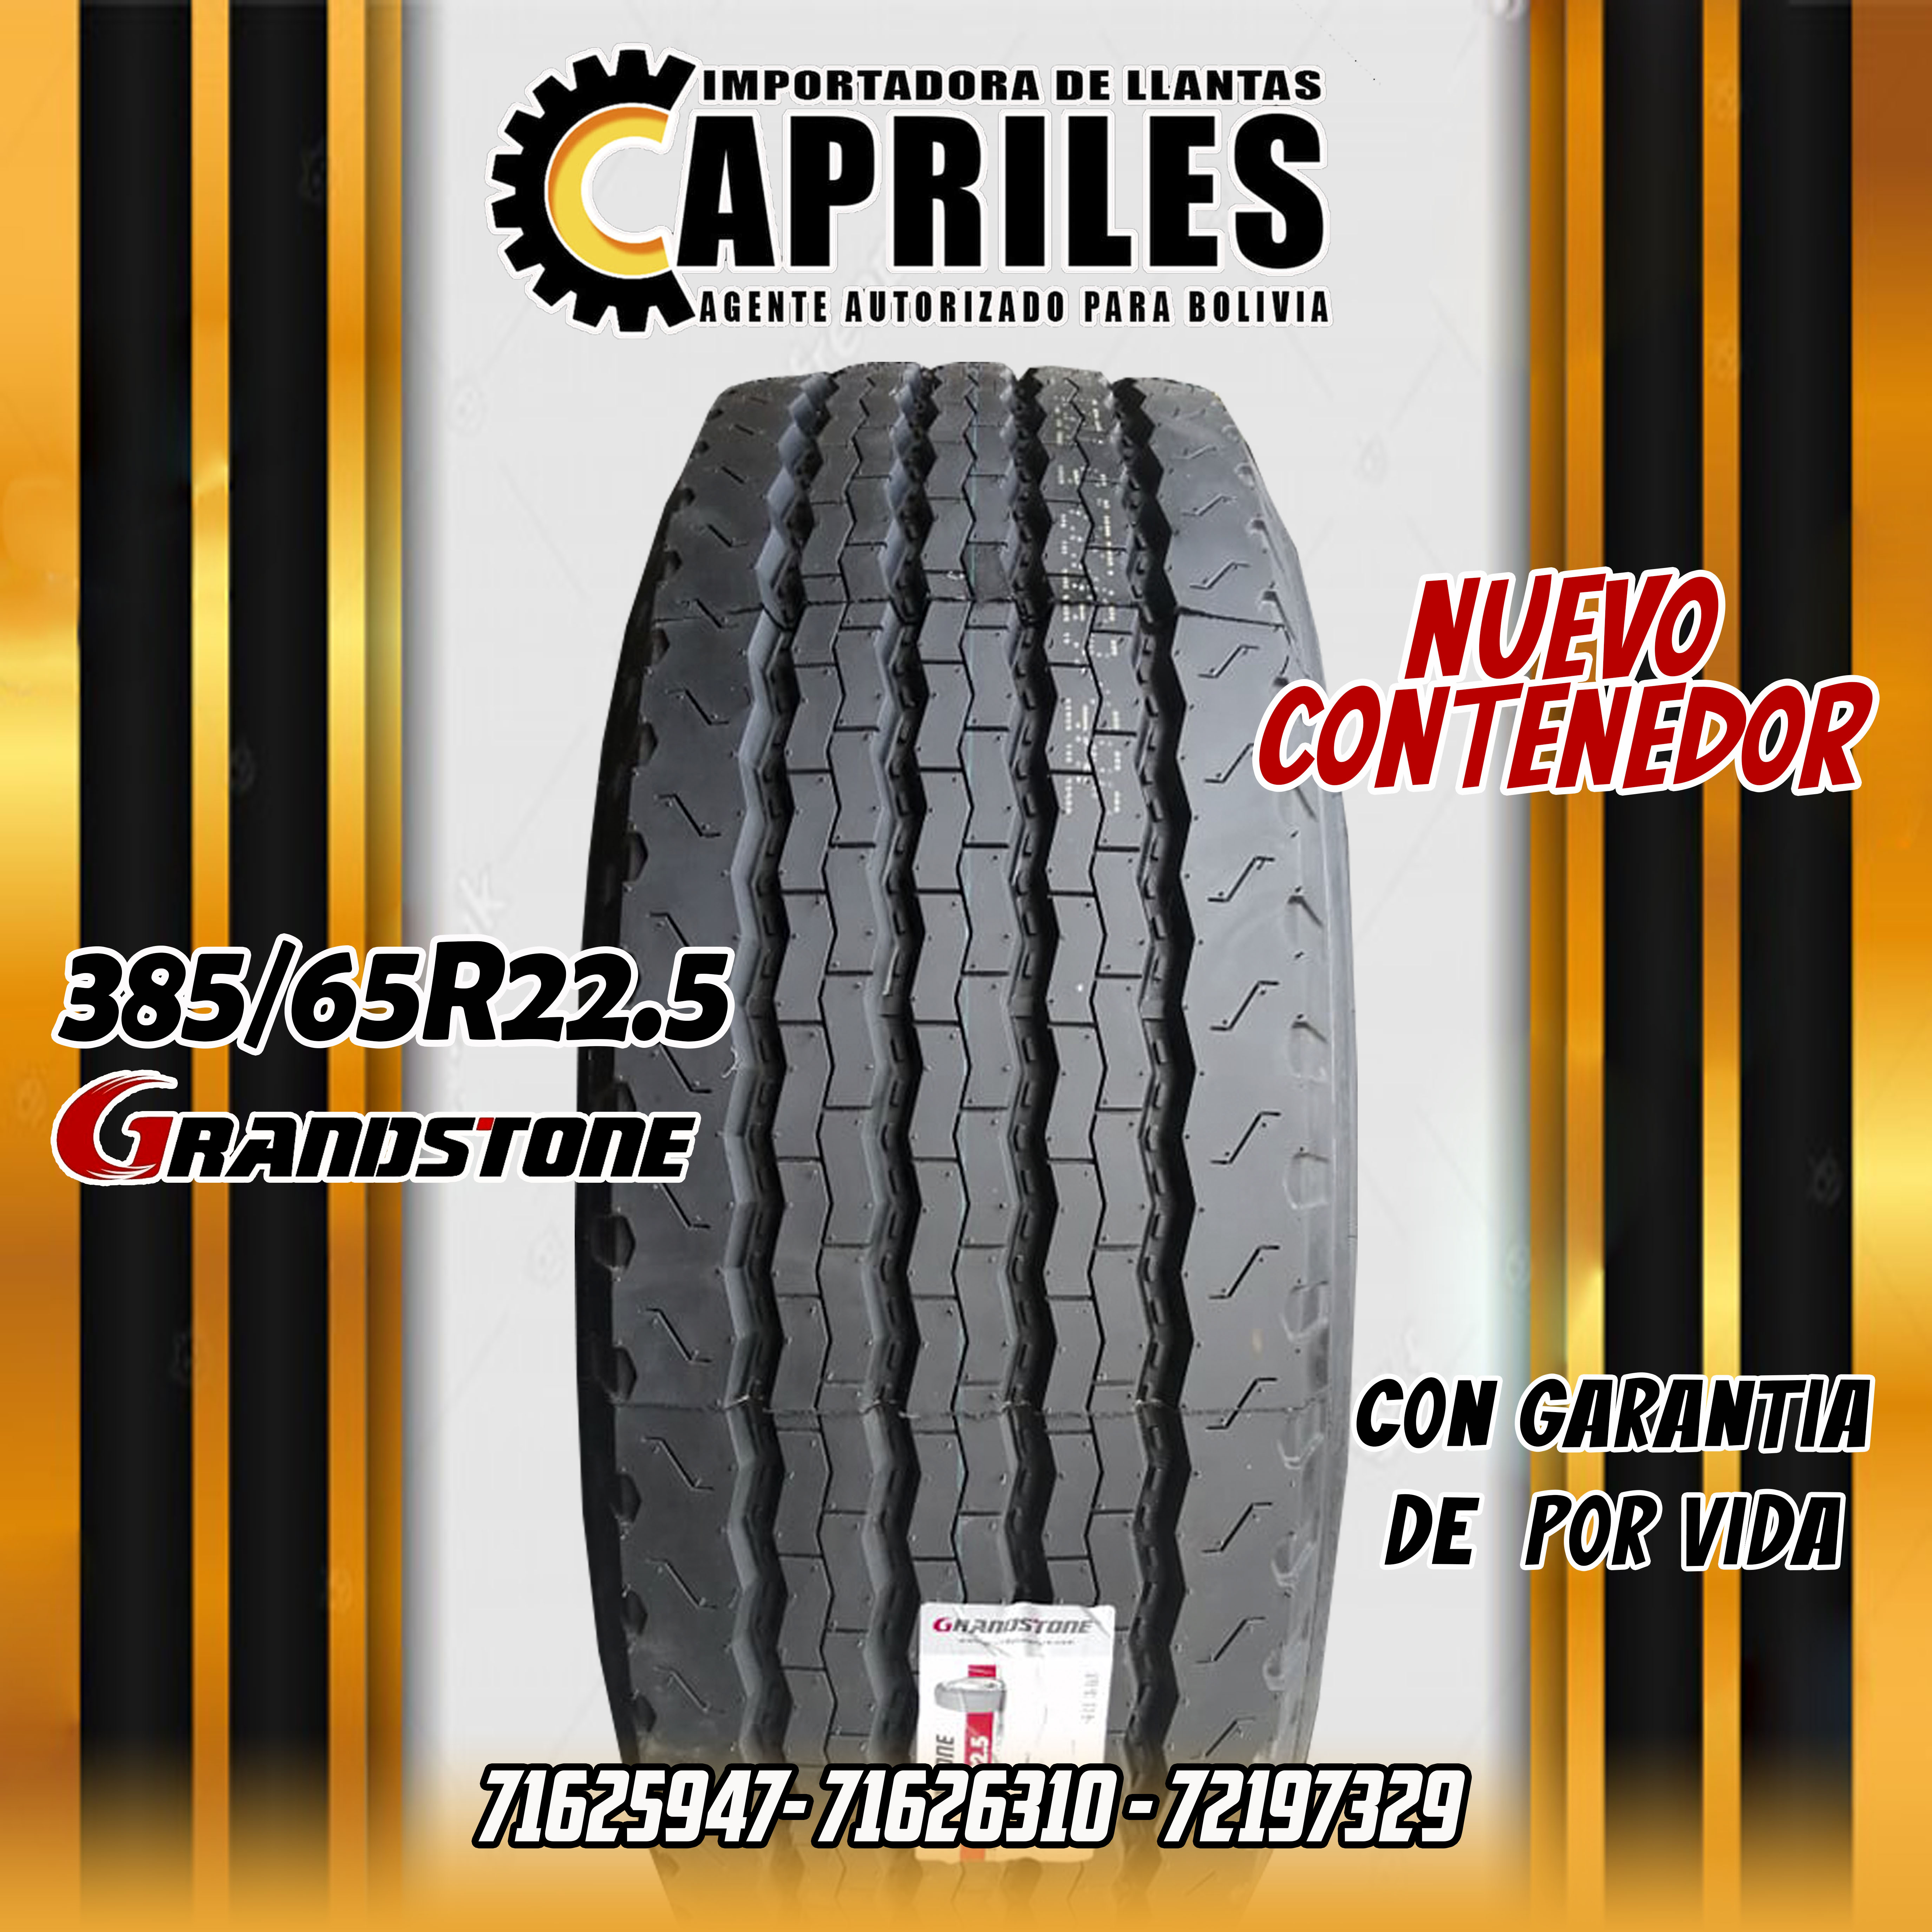 IMPORTADORA DE LLANTAS
CAPRILES
AGENTE AUTORIZADO PARA BOLIVIA
NUEVO
CONTENEDOR
385/65R22.5
GRANDSTONE
CON GARANTIA
DE POR VIDA
GRANDSTONE
71625947- 71626310 - 72197329